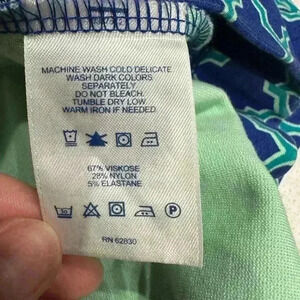 MACHINE WASH COLD DELICATE
WASH DARK COLORS
SEPARATELY
DO NOT BLEACH.
TUMBLE DRY LOW
WARM IRON IF NEEDED.
67% VISKOSE
28% NYLON
5% ELASTANE
P
RN 62830